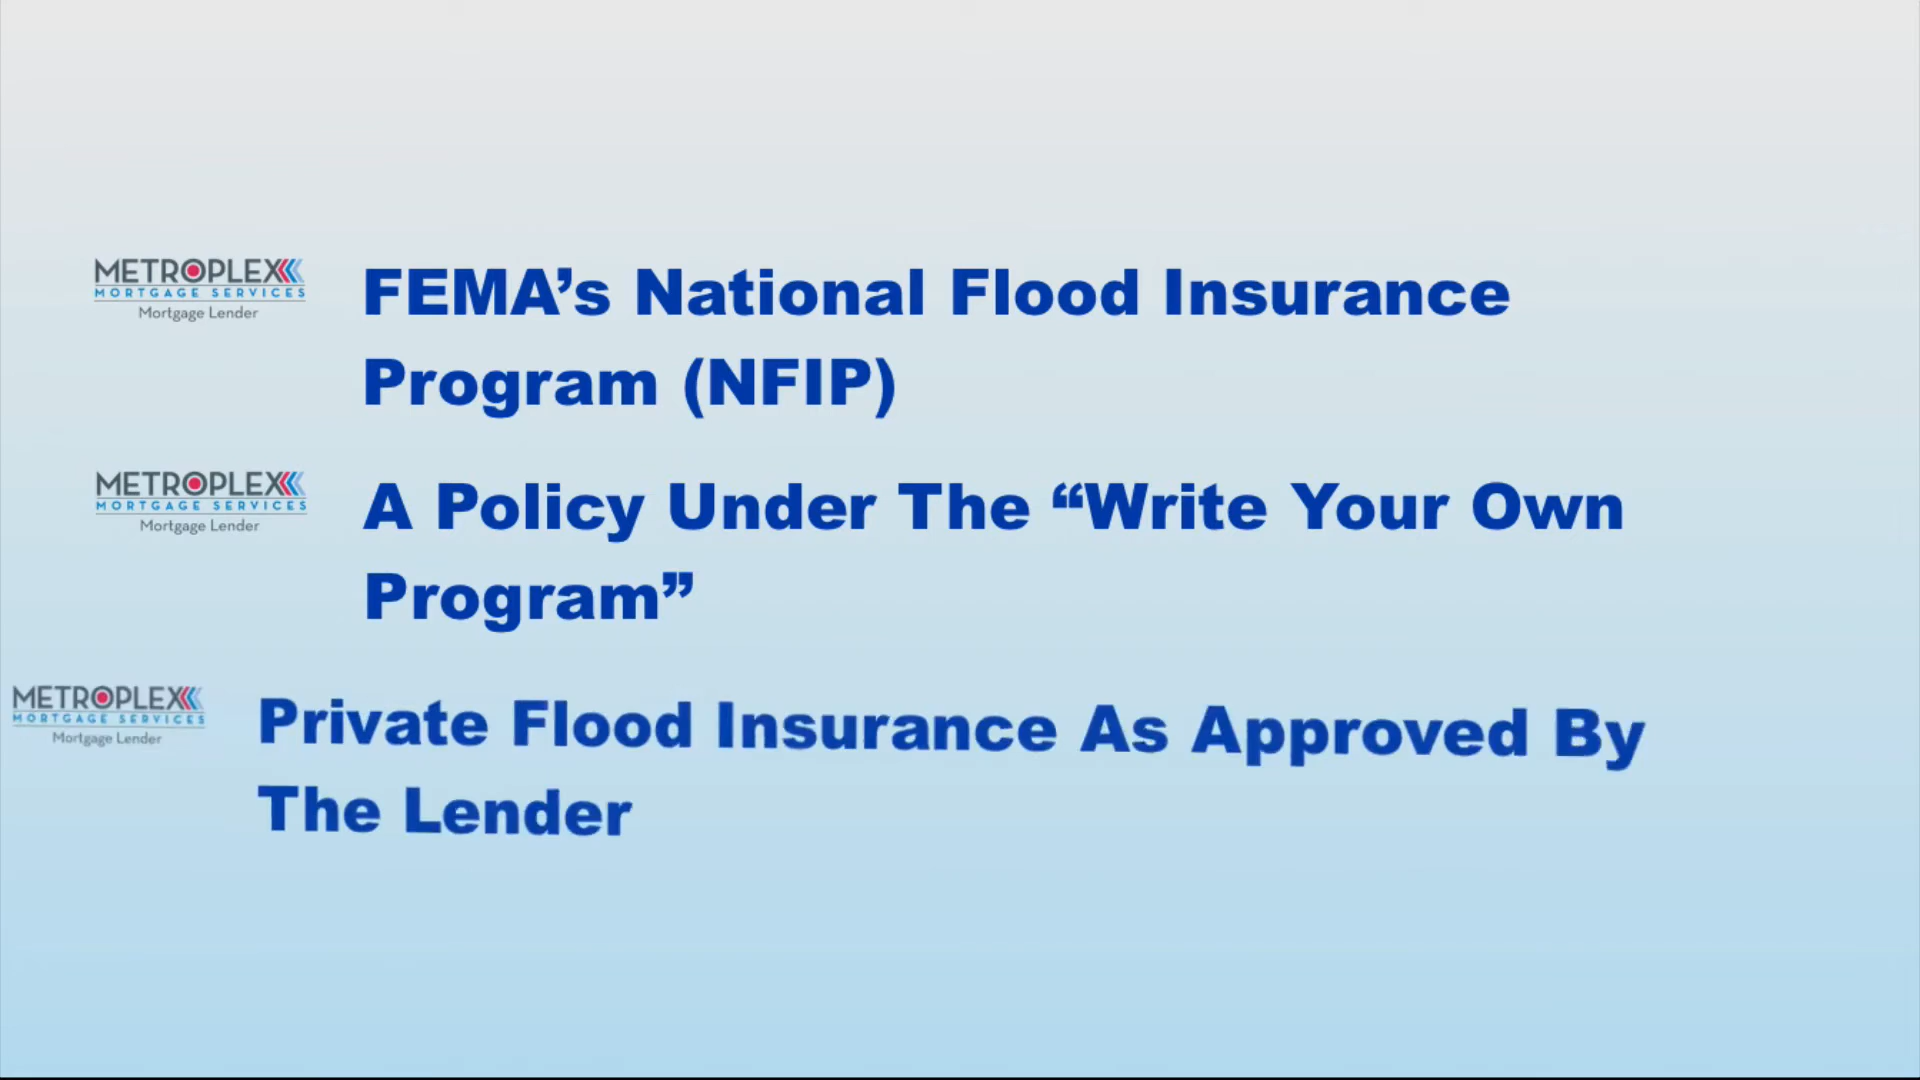 METROPLEX
MORTGAGE SERVICES
Mortgage Lender
FEMA’s National Flood Insurance
Program (NFIP)
METROPLEX
MORTGAGE SERVICES
Mortgage Lender
A Policy Under The “Write Your Own
Program”
METROPLEX
MORTGAGE SERVICES
Mortgage Lender
Private Flood Insurance As Approved By
The Lender